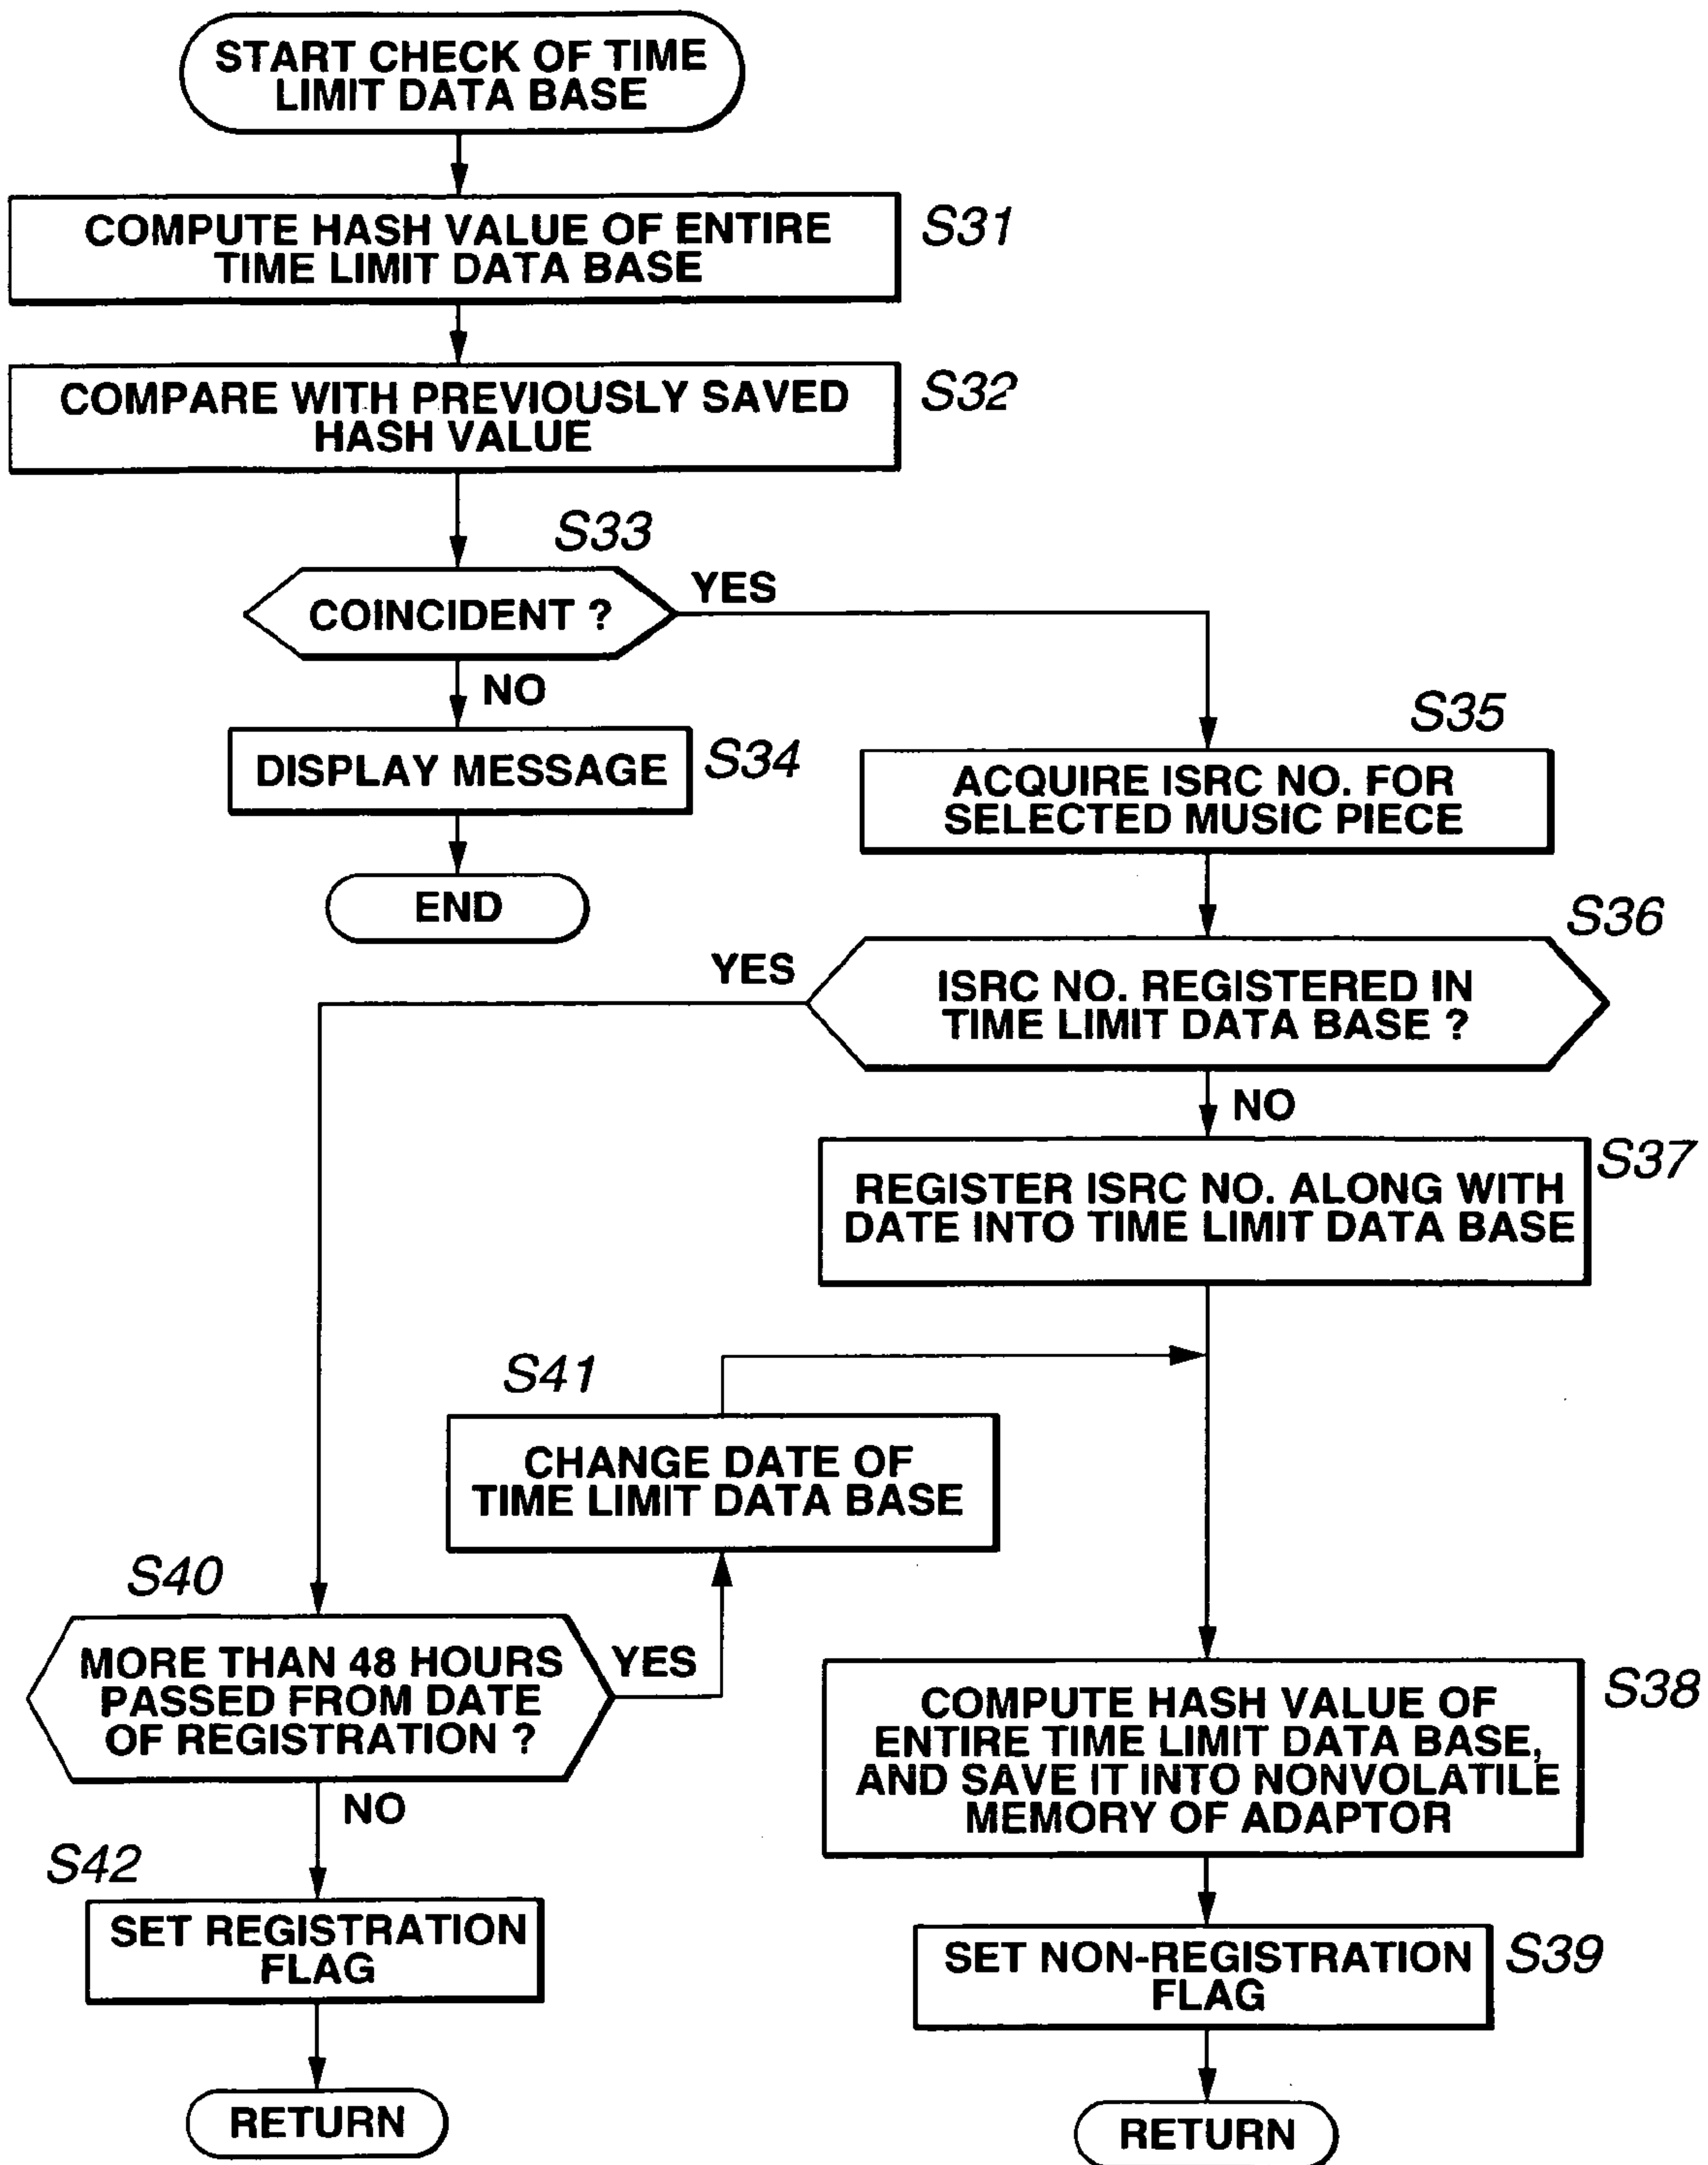 START CHECK OF TIME
LIMIT DATA BASE
COMPUTE HASH VALUE OF ENTIRE
TIME LIMIT DATA BASE
S31
COMPARE WITH PREVIOUSLY SAVED
HASH VALUE
S32
S33
COINCIDENT ?
YES
NO
DISPLAY MESSAGE
S34
END
S35
ACQUIRE ISRC NO. FOR
SELECTED MUSIC PIECE
S36
YES
ISRC NO. REGISTERED IN
TIME LIMIT DATA BASE ?
NO
S37
REGISTER ISRC NO. ALONG WITH
DATE INTO TIME LIMIT DATA BASE
S41
CHANGE DATE OF
TIME LIMIT DATA BASE
S40
MORE THAN 48 HOURS
PASSED FROM DATE
OF REGISTRATION ?
YES
NO
S38
COMPUTE HASH VALUE OF
ENTIRE TIME LIMIT DATA BASE,
AND SAVE IT INTO NONVOLATILE
MEMORY OF ADAPTOR
S42
SET REGISTRATION
FLAG
SET NON-REGISTRATION
FLAG
S39
RETURN
RETURN